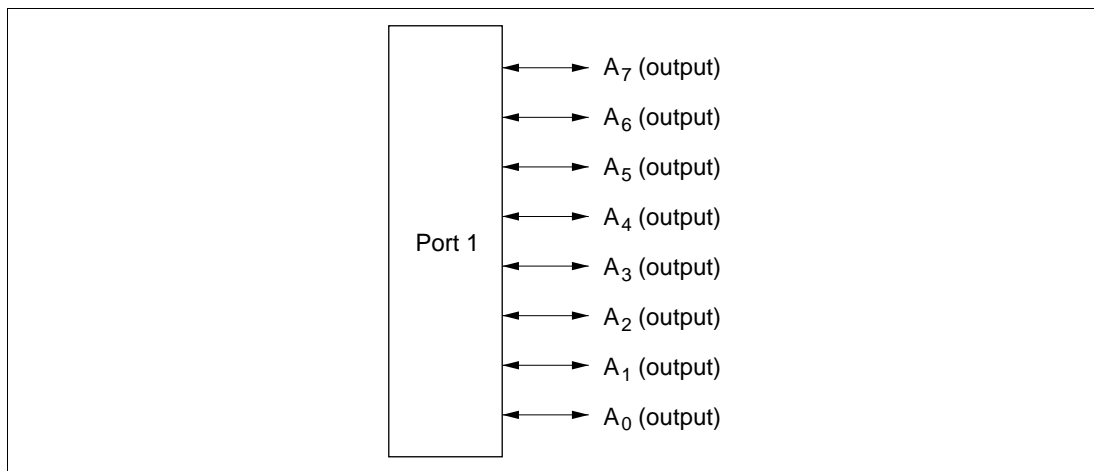 A7 (output)
A6 (output)
A5 (output)
A4 (output)
Port 1
A3 (output)
A2 (output)
A1 (output)
A0 (output)